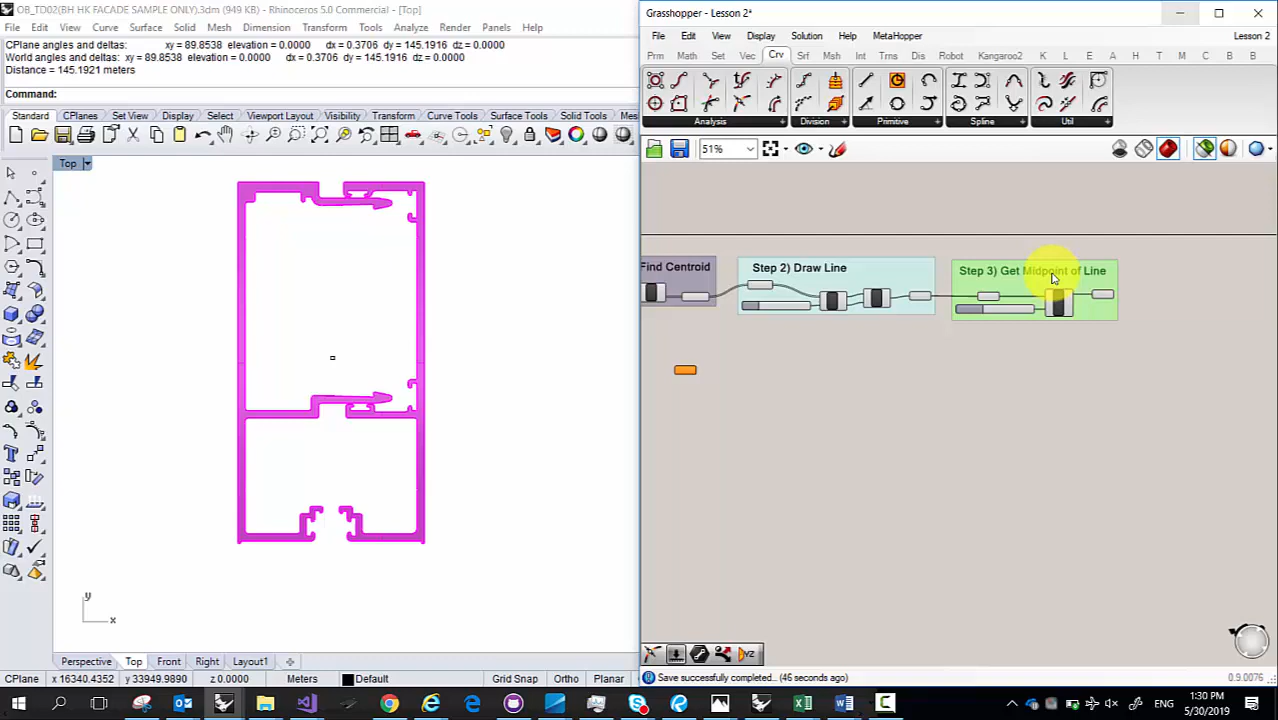 OB_TD02(BH HK FACADE SAMPLE ONLY).3dm (949 KB) - Rhinoceros 5.0 Commercial - [Top]
File Edit View Curve Surface Solid Mesh Dimension Transform Tools Analyze Render Panels Help
CPlane angles and deltas: xy = 89.8538 elevation = 0.0000 dx = 0.3706 dy = 145.1916 dz = 0.0000
World angles and deltas: xy = 89.8538 elevation = 0.0000 dx = 0.3706 dy = 145.1916 dz = 0.0000
Distance = 145.1921 meters
Command:
Standard CPlanes Set View Display Select Viewport Layout Visibility Transform Curve Tools Surface Tools Solid Tools Mes
Top
y
x
Perspective Top Front Right Layout1
CPlane x 16340.4352 y 33949.9890 z 0.0000 Meters Default Grid Snap Ortho Planar
Grasshopper - Lesson 2*
File Edit View Display Solution Help MetaHopper Lesson 2
Prm Math Set Vec Crv Srf Msh Int Trns Dis Robot Kangaroo2 K L E A H T W C B B
Analysis + Division + Primitive + Spline + Util +
51%
Find Centroid
Step 2) Draw Line
Step 3) Get Midpoint of Line
YZ
Save successfully completed... (46 seconds ago) 0.9.0076
ENG
1:30 PM
5/30/2019